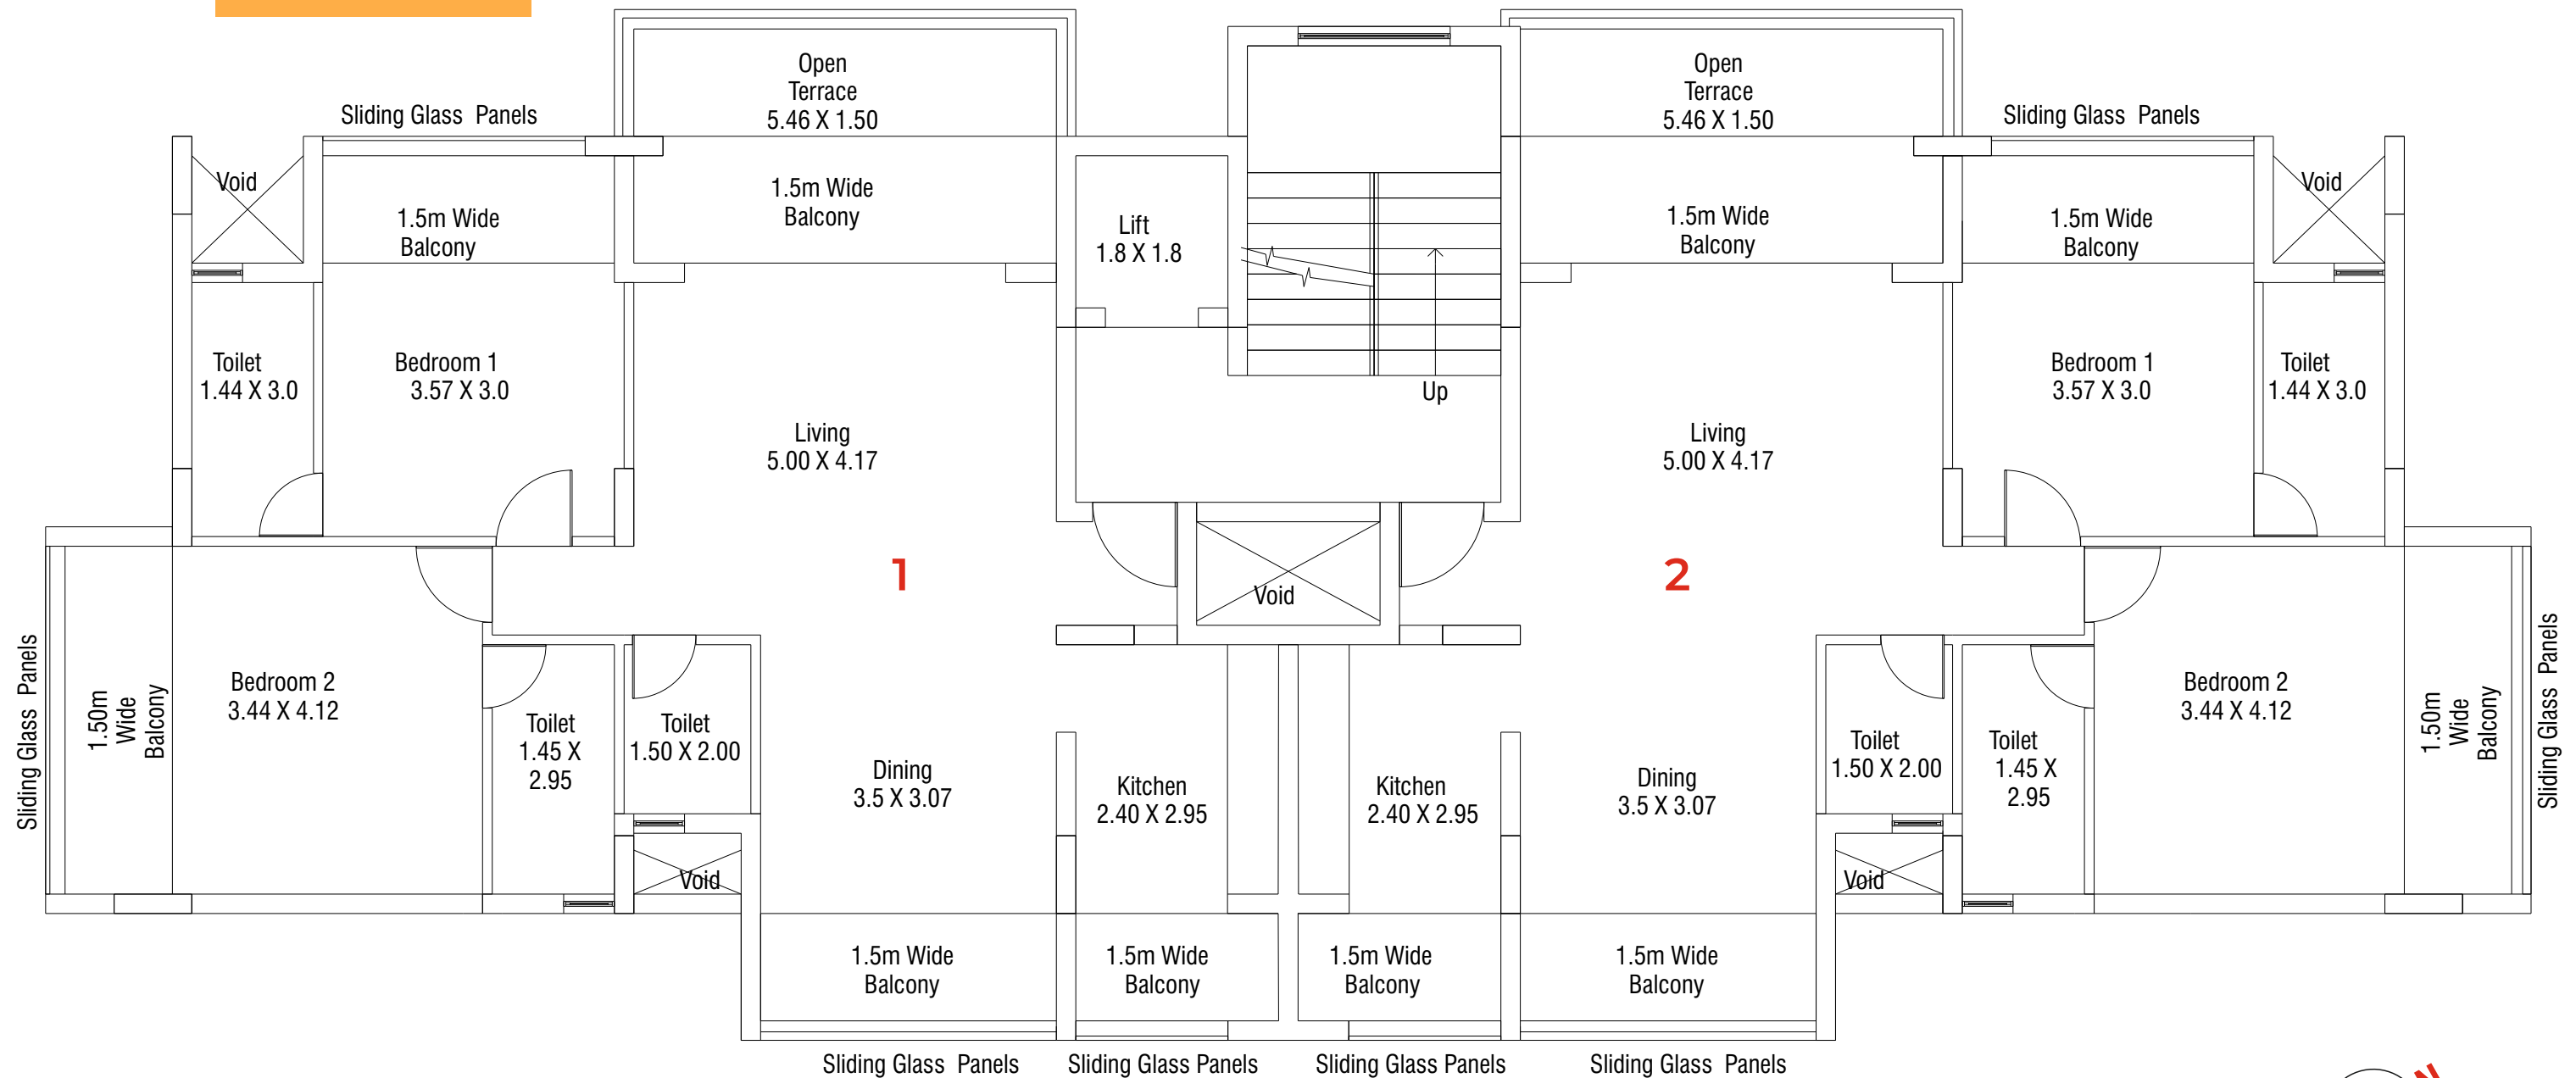 Open
Terrace
5.46 X 1.50
Open
Terrace
5.46 X 1.50
Sliding Glass Panels
Sliding Glass Panels
Void
1.5m Wide
Balcony
1.5m Wide
Balcony
Lift
1.8 X 1.8
1.5m Wide
Balcony
1.5m Wide
Balcony
Void
Toilet
1.44 X 3.0
Bedroom 1
3.57 X 3.0
Up
Bedroom 1
3.57 X 3.0
Toilet
1.44 X 3.0
Living
5.00 X 4.17
Living
5.00 X 4.17
1
Void
2
Sliding Glass Panels
1.50m
Wide
Balcony
Bedroom 2
3.44 X 4.12
Toilet
1.45 X
2.95
Toilet
1.50 X 2.00
Dining
3.5 X 3.07
Kitchen
2.40 X 2.95
Kitchen
2.40 X 2.95
Dining
3.5 X 3.07
Toilet
1.50 X 2.00
Toilet
1.45 X
2.95
Bedroom 2
3.44 X 4.12
1.50m
Wide
Balcony
Sliding Glass Panels
Void
Void
1.5m Wide
Balcony
1.5m Wide
Balcony
1.5m Wide
Balcony
1.5m Wide
Balcony
Sliding Glass Panels
Sliding Glass Panels
Sliding Glass Panels
Sliding Glass Panels
N